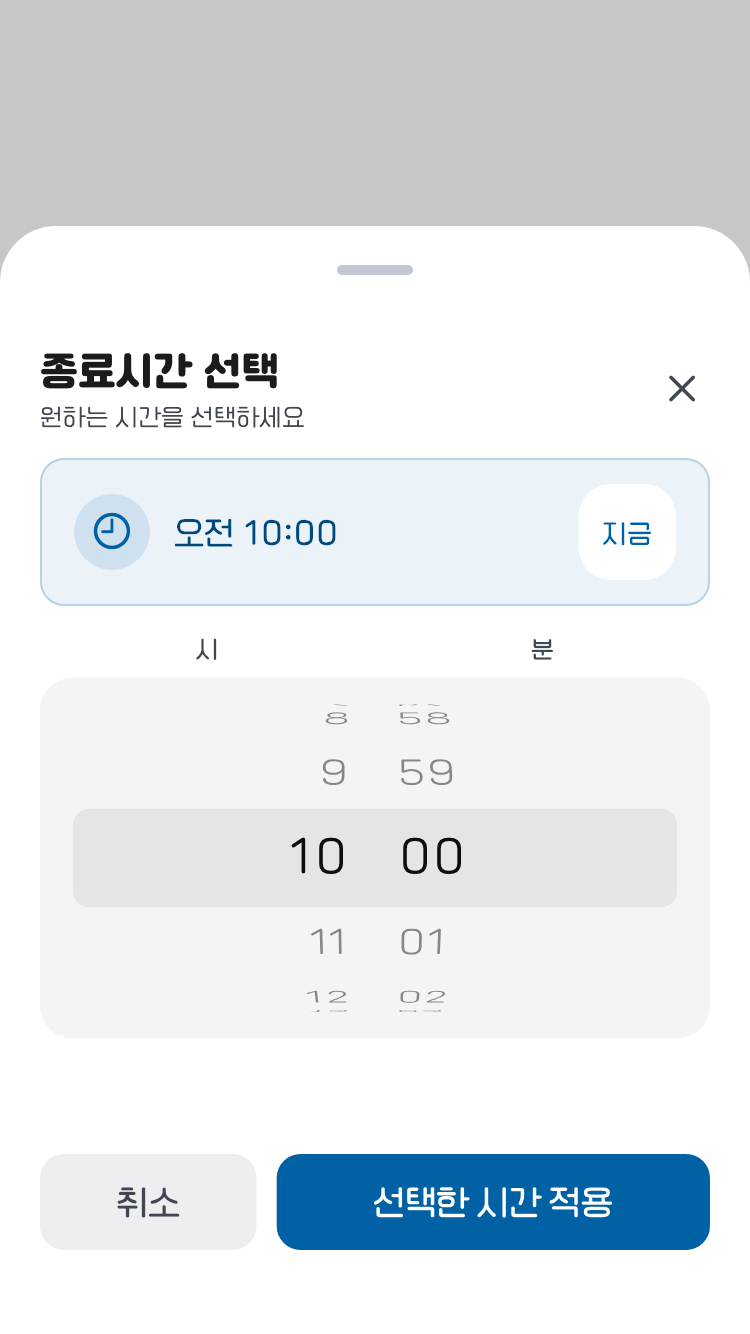 종료시간 선택
원하는 시간을 선택하세요
오전 10:00
지금
시 분
8 58
9 59
10 00
11 01
12 02
취소
선택한 시간 적용